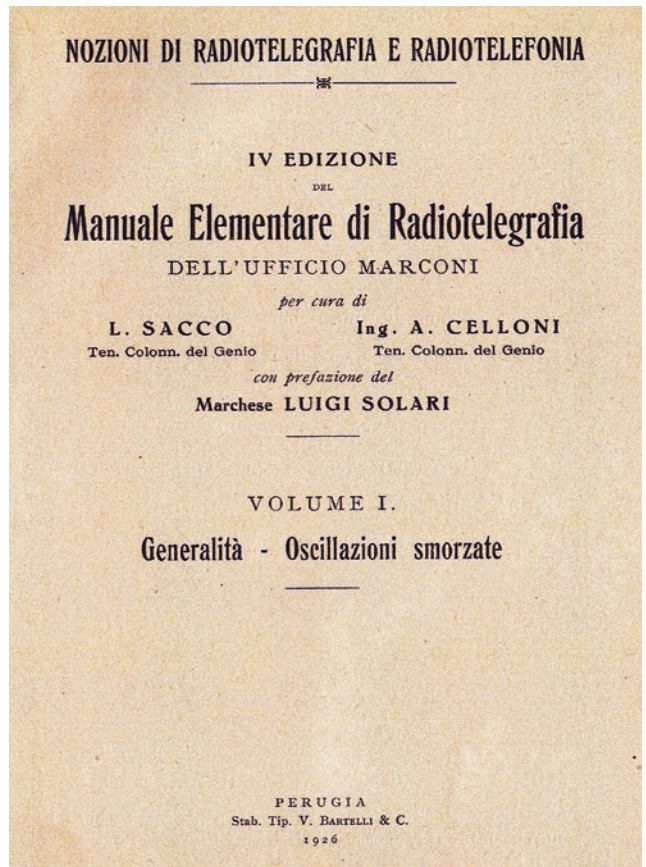 NOZIONI DI RADIOTELEGRAFIA E RADIOTELEFONIA
IV EDIZIONE
DEL
Manuale Elementare di Radiotelegrafia
DELL'UFFICIO MARCONI
per cura di
L. SACCO Ing. A. CELLONI
Ten. Colonn. del Genio Ten. Colonn. del Genio
con prefazione del
Marchese LUIGI SOLARI
VOLUME I.
Generalità - Oscillazioni smorzate
PERUGIA
Stab. Tip. V. BARTELLI & C.
1926